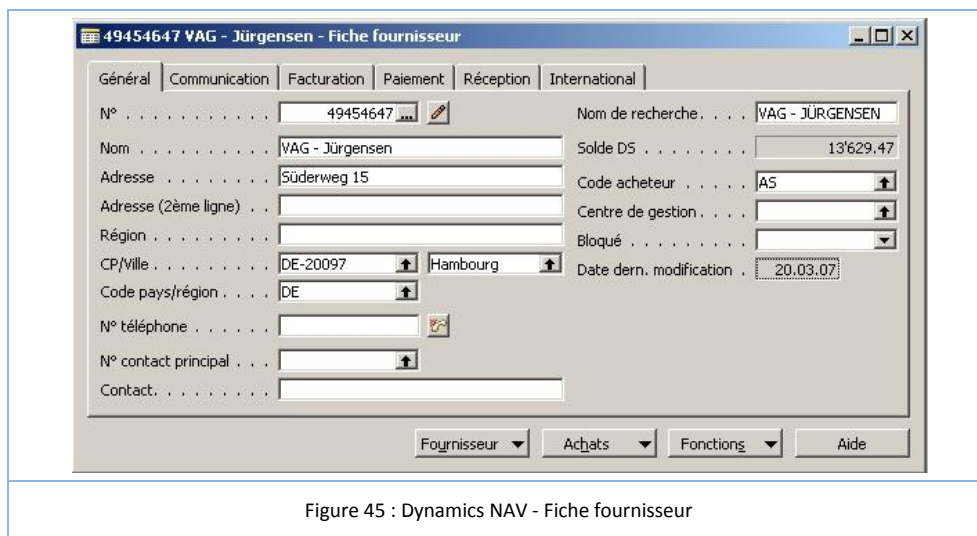 49454647 VAG - Jürgensen - Fiche fournisseur
Général Communication Facturation Paiement Réception International
N° . . . . . . . . . . . 49454647 ...
Nom . . . . . . . . . . VAG - Jürgensen
Adresse . . . . . . . . Süderweg 15
Adresse (2ème ligne) . .
Région . . . . . . . . .
CP/Ville . . . . . . . . . DE-20097 Hambourg
Code pays/région . . . . DE
N° téléphone . . . . . .
N° contact principal . . .
Contact. . . . . . . . . .
Nom de recherche. . . . VAG - JÜRGENSEN
Solde DS . . . . . . . . 13'629.47
Code acheteur . . . . . AS
Centre de gestion. . . .
Bloqué . . . . . . . . .
Date dern. modification . 20.03.07
Fournisseur Achats Fonctions Aide
Figure 45 : Dynamics NAV - Fiche fournisseur